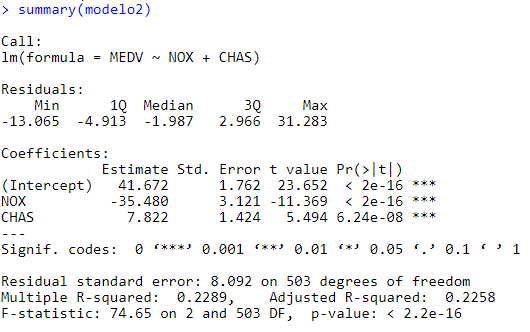 > summary(modelo2)

Call:
lm(formula = MEDV ~ NOX + CHAS)

Residuals:
    Min      1Q  Median      3Q     Max
-13.065  -4.913  -1.987   2.966  31.283

Coefficients:
            Estimate Std. Error t value Pr(>|t|)
(Intercept)   41.672      1.762  23.652  < 2e-16 ***
NOX          -35.480      3.121 -11.369  < 2e-16 ***
CHAS           7.822      1.424   5.494 6.24e-08 ***
---
Signif. codes:  0 ‘***’ 0.001 ‘**’ 0.01 ‘*’ 0.05 ‘.’ 0.1 ‘ ’ 1

Residual standard error: 8.092 on 503 degrees of freedom
Multiple R-squared:  0.2289,    Adjusted R-squared:  0.2258
F-statistic: 74.65 on 2 and 503 DF,  p-value: < 2.2e-16